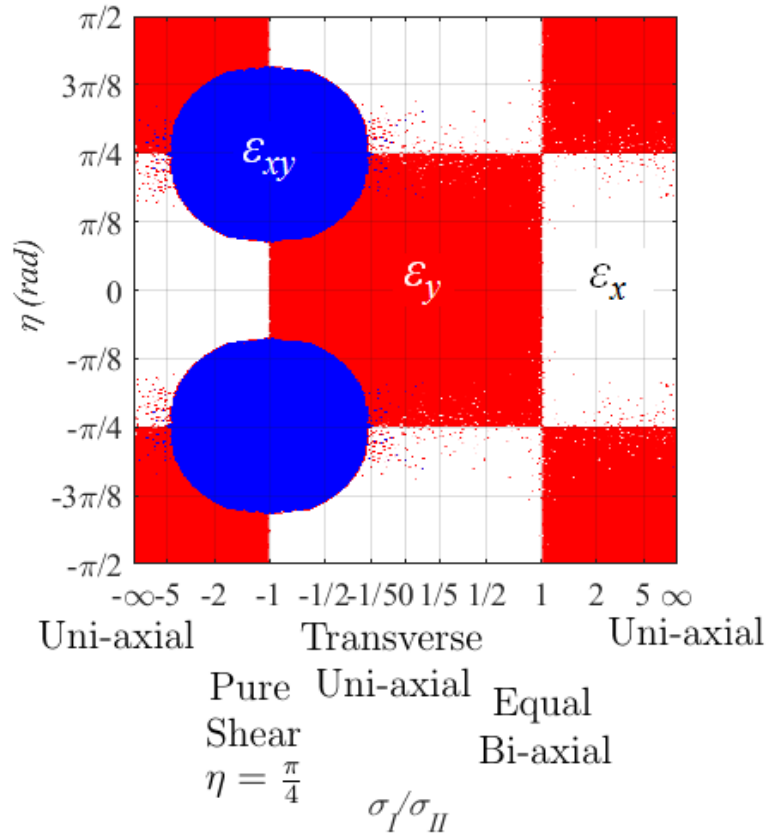 π/2
3π/8
π/4
π/8
0
-π/8
-π/4
-3π/8
-π/2
η (rad)
ε_xy
ε_y
ε_x
-∞ -5 -2 -1 -1/2 -1/5 0 1/5 1/2 1 2 5 ∞
Uni-axial Transverse Uni-axial
Uni-axial
Pure
Shear
η = π/4
Equal
Bi-axial
σ_I/σ_II